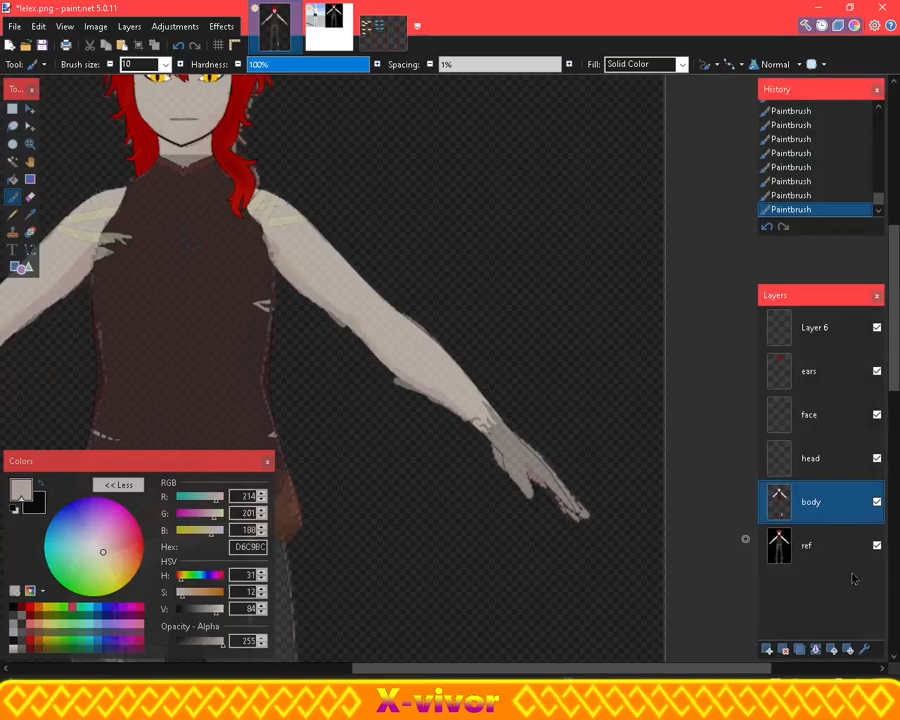 *felex.png - paint.net 5.0.11
File Edit View Image Layers Adjustments Effects
Tool: Brush size: 10 Hardness: 100% Spacing: 1% Fill: Solid Color Normal
To...
History
Paintbrush
Paintbrush
Paintbrush
Paintbrush
Paintbrush
Paintbrush
Paintbrush
Paintbrush
Layers
Layer 6
ears
face
head
body
ref
Colors
<< Less
RGB
R: 214
G: 201
B: 188
Hex: D6C9BC
HSV
H: 31
S: 12
V: 84
Opacity - Alpha
255
X-vivor